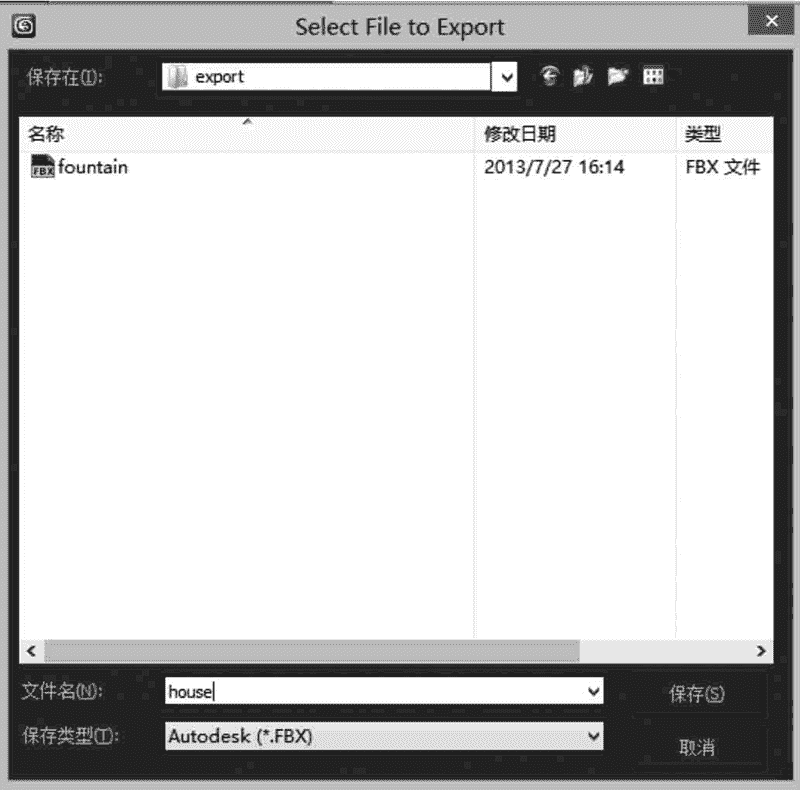 Select File to Export
保存在(I): export
名称 修改日期 类型
FBX fountain 2013/7/27 16:14 FBX 文件
文件名(N): house 保存(S)
保存类型(T): Autodesk (*.FBX)
取消